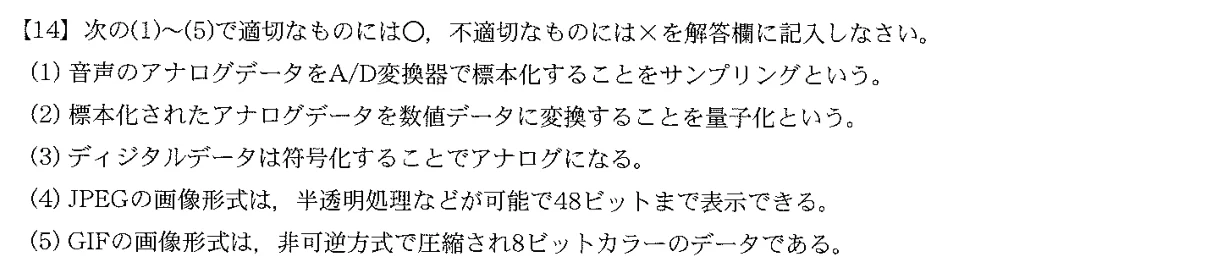 【14】次の(1)～(5)で適切なものには○，不適切なものには×を解答欄に記入しなさい。
(1) 音声のアナログデータをA/D変換器で標本化することをサンプリングという。
(2) 標本化されたアナログデータを数値データに変換することを量子化という。
(3) ディジタルデータは符号化することでアナログになる。
(4) JPEGの画像形式は，半透明処理などが可能で48ビットまで表示できる。
(5) GIFの画像形式は，非可逆方式で圧縮され8ビットカラーのデータである。